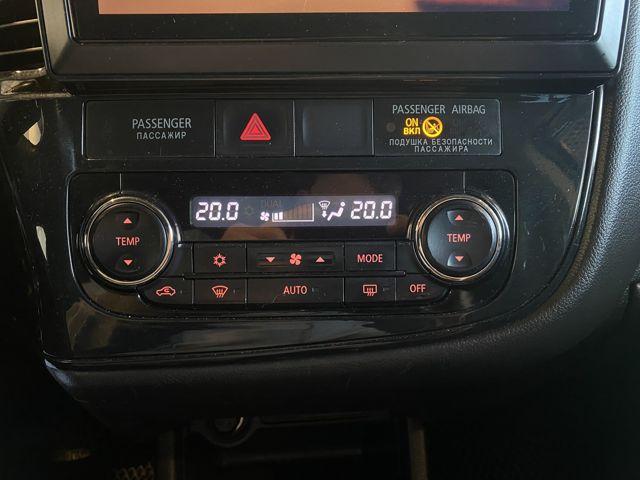 PASSENGER
ПАССАЖИР
PASSENGER AIRBAG
ON
ВКЛ
ПОДУШКА БЕЗОПАСНОСТИ
ПАССАЖИРА
20.0
DUAL
20.0
TEMP
TEMP
MODE
AUTO
OFF